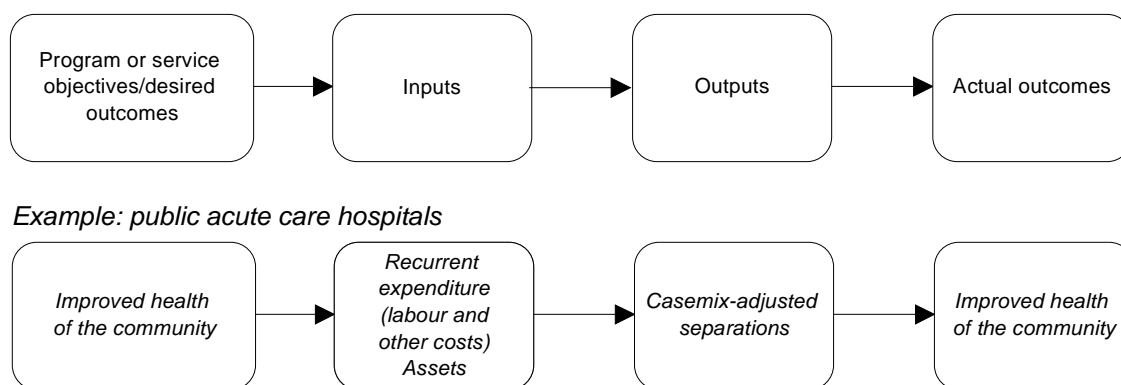 Program or service
objectives/desired
outcomes
Inputs
Outputs
Actual outcomes
Example: public acute care hospitals
Improved health
of the community
Recurrent
expenditure
(labour and
other costs)
Assets
Casemix-adjusted
separations
Improved health
of the community